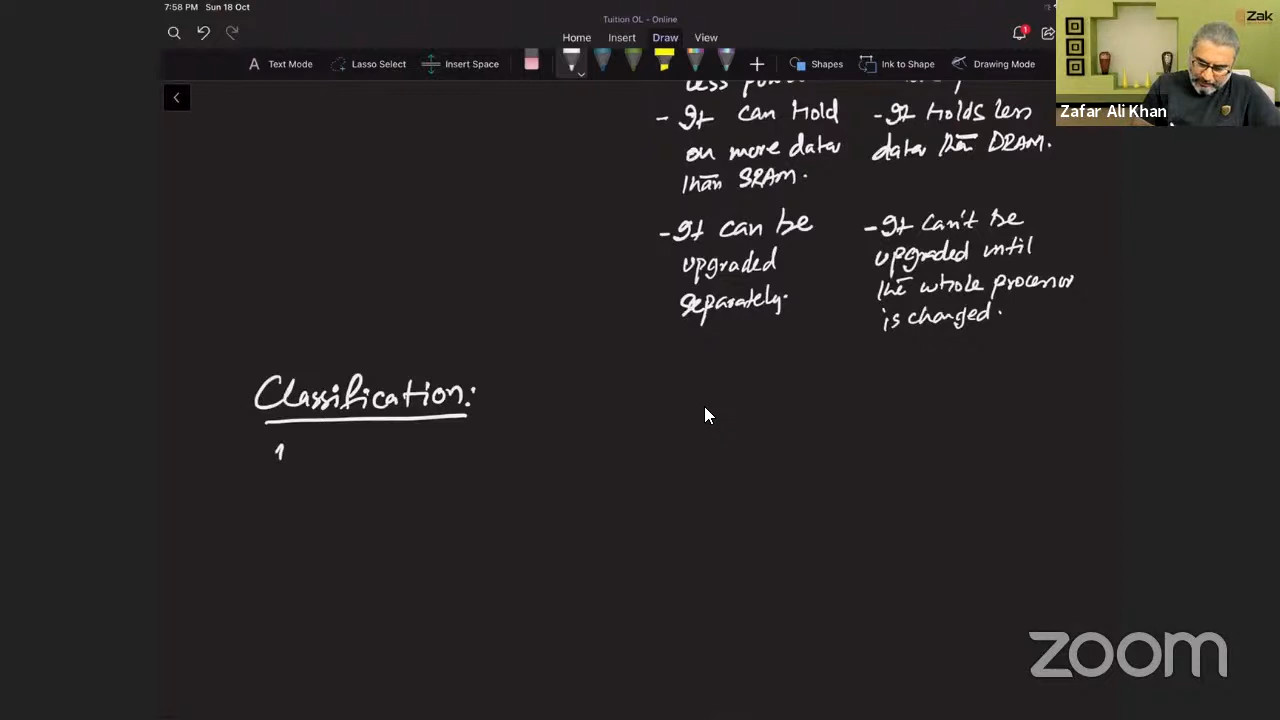 7:58 PM Sun 18 Oct
Tuition OL - Online
Home Insert Draw View
1
Text Mode Lasso Select Insert Space Shapes Ink to Shape Drawing Mode
Zak
Zafar Ali Khan
less
- It can Hold
on more data
than SRAM.
- It can be
upgraded
separately.
- It Holds less
data than DRAM.
- It can't be
upgraded until
the whole processor
is changed.
Classification:
1
zoom